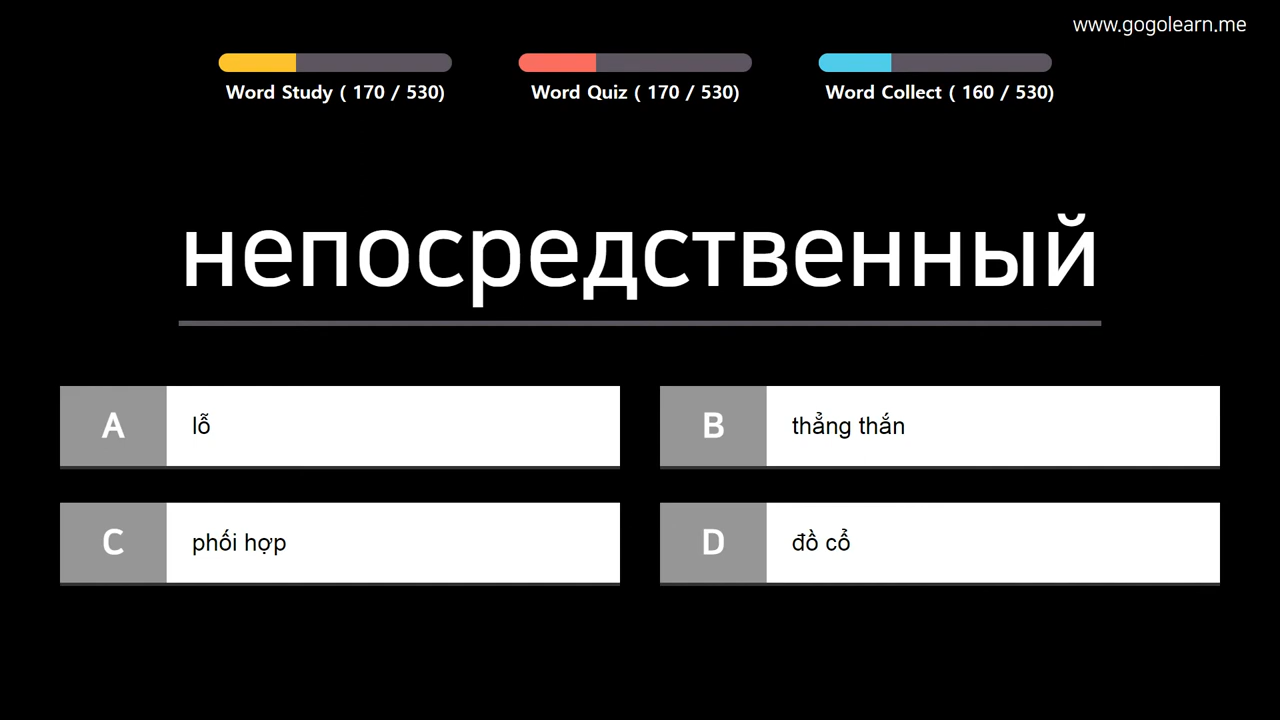 www.gogolearn.me
Word Study ( 170 / 530)
Word Quiz ( 170 / 530)
Word Collect ( 160 / 530)
непосредственный
A lỗ
B thẳng thắn
C phối hợp
D đồ cổ